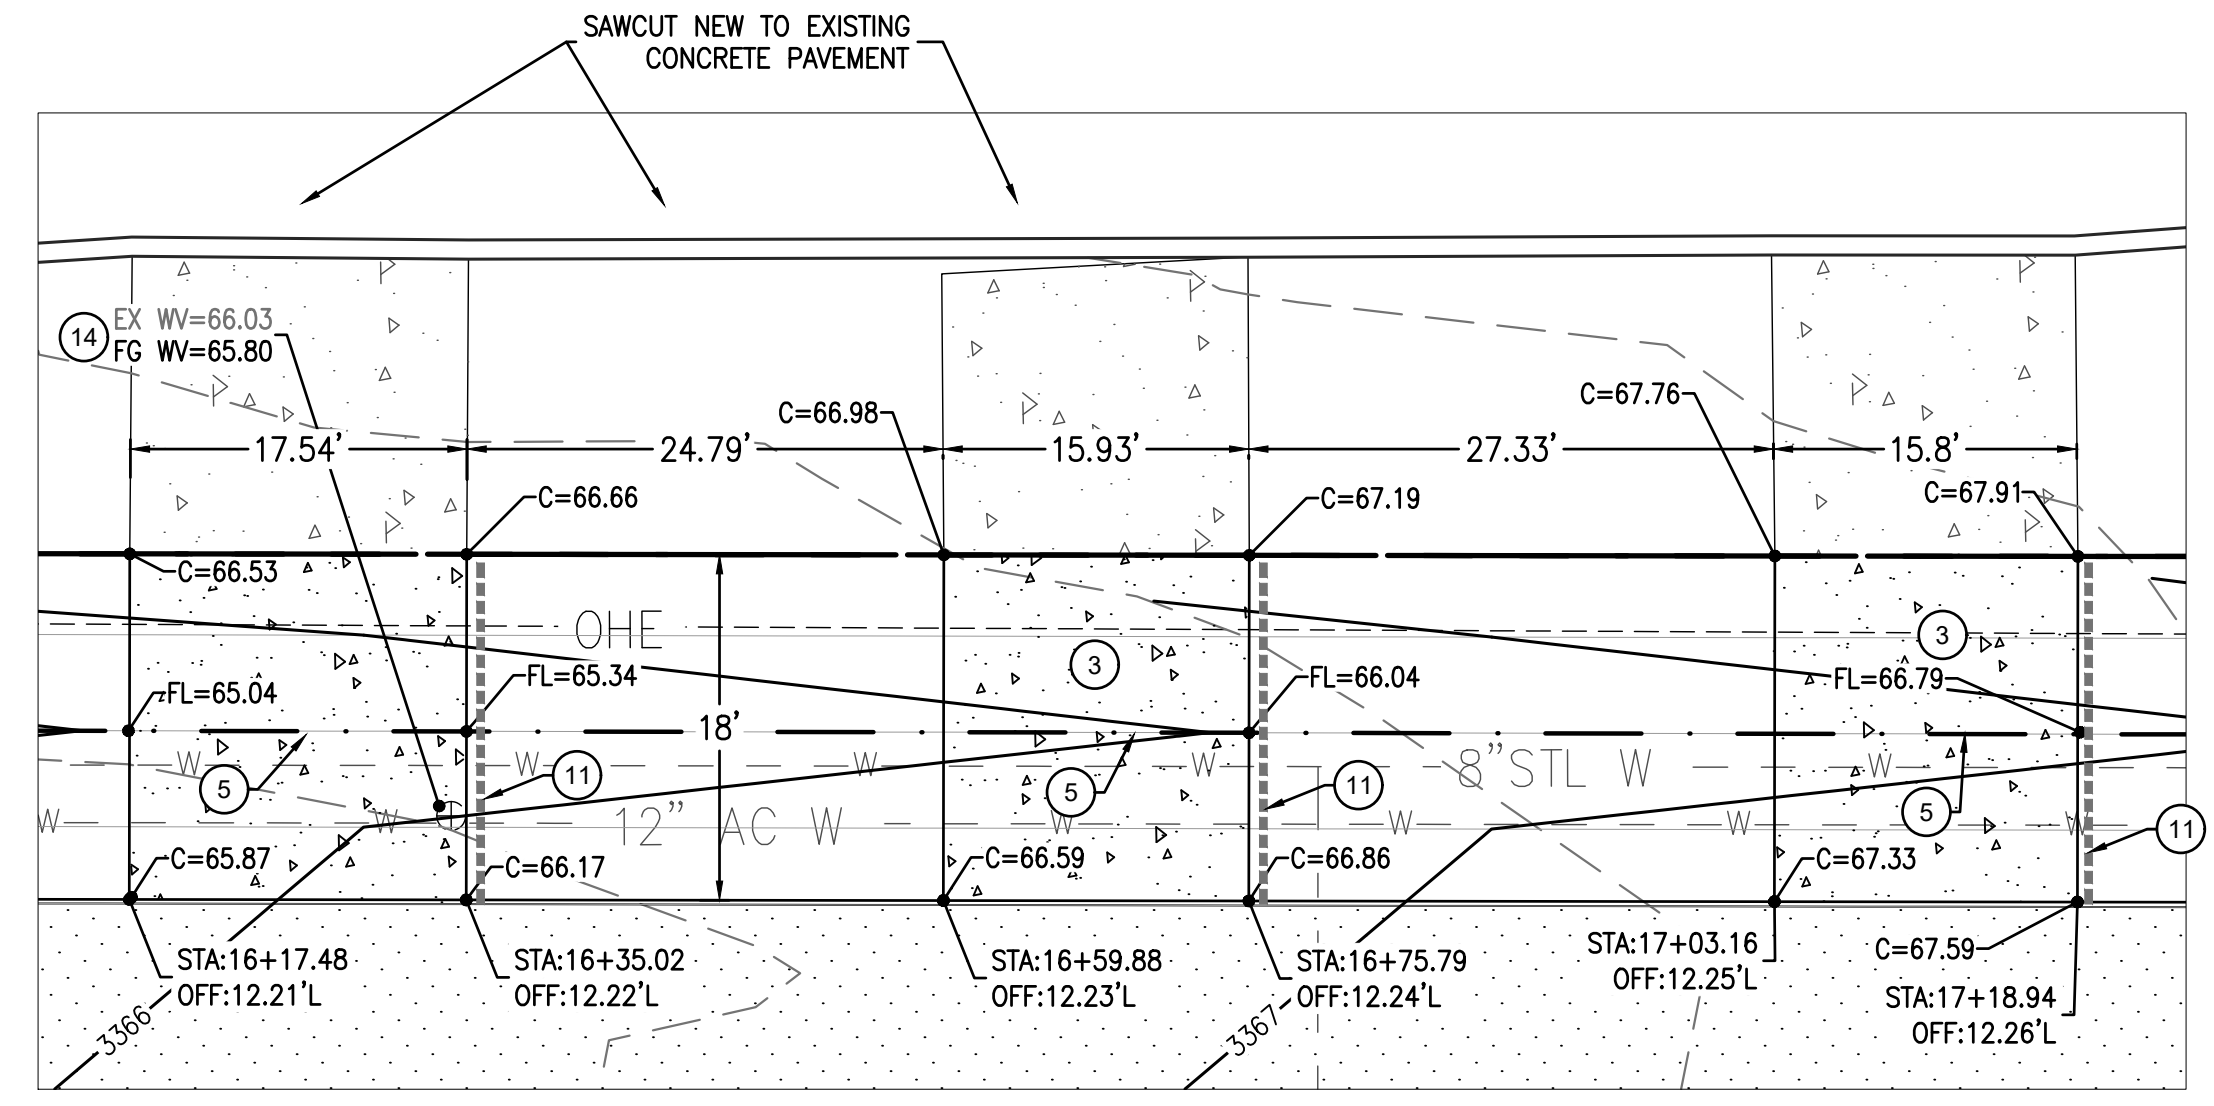 SAWCUT NEW TO EXISTING
CONCRETE PAVEMENT
14
EX WV=66.03
FG WV=65.80
C=66.98
C=67.76
17.54'
24.79'
15.93'
27.33'
15.8'
C=66.66
C=67.19
C=67.91
C=66.53
OHE
3
3
FL=65.04
FL=65.34
FL=66.04
FL=66.79
18'
W
W
W
W
8"STL W
W
5
11
5
11
5
11
W
W
12" AC W
W
W
W
W
C=65.87
C=66.17
C=66.59
C=66.86
C=67.33
C=67.59
STA:16+17.48
OFF:12.21'L
STA:16+35.02
OFF:12.22'L
STA:16+59.88
OFF:12.23'L
STA:16+75.79
OFF:12.24'L
STA:17+03.16
OFF:12.25'L
STA:17+18.94
OFF:12.26'L
3366
3367